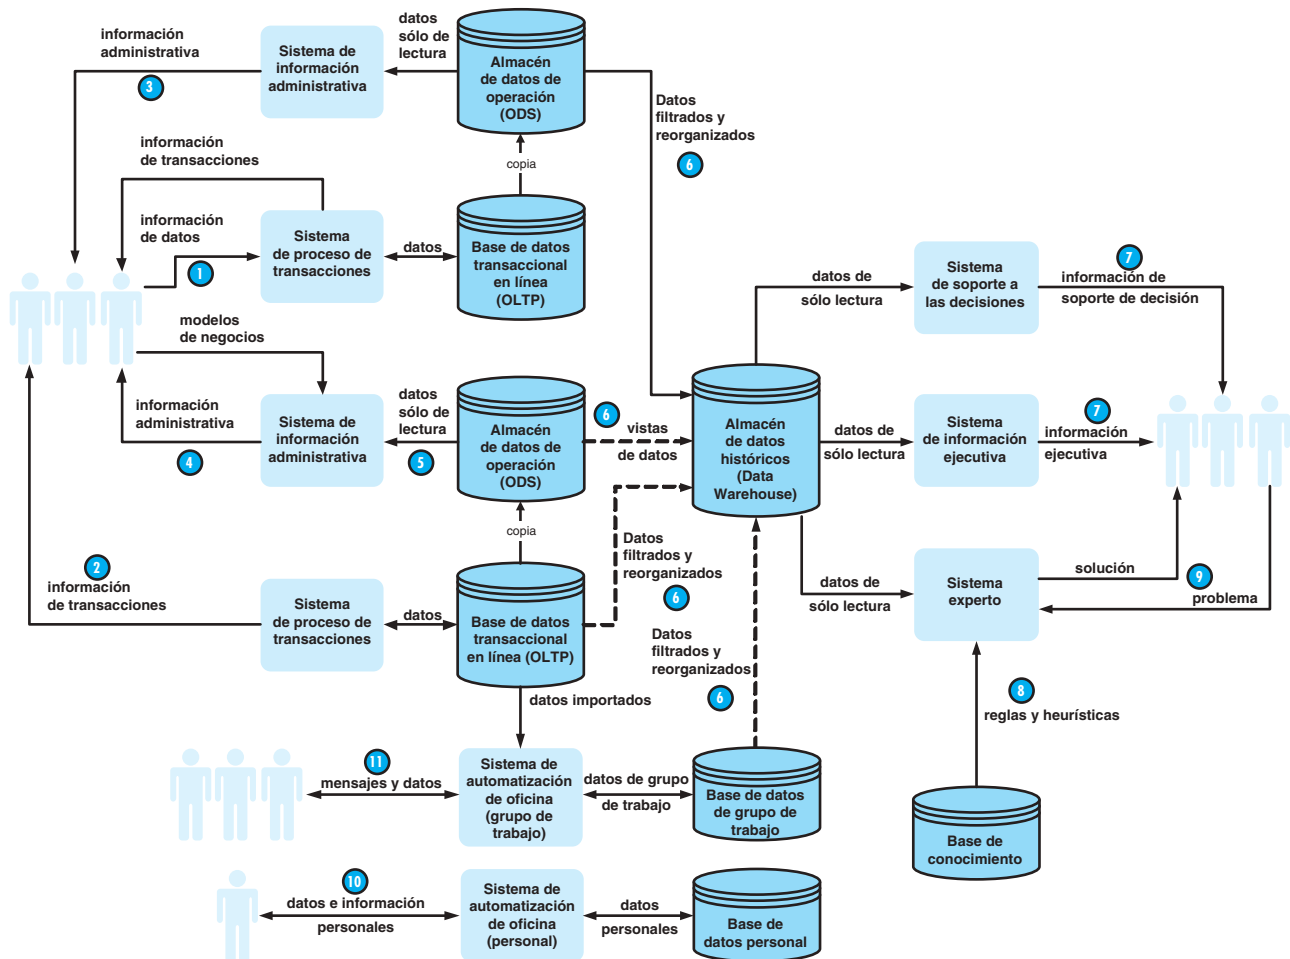 información
administrativa
3
Sistema de
información
administrativa
datos
sólo de
lectura
Almacén
de datos de
operación
(ODS)
Datos
filtrados y
reorganizados
6
información
de transacciones
copia
información
de datos
1
Sistema
de proceso de
transacciones
datos
Base de datos
transaccional
en línea
(OLTP)
modelos
de negocios
datos de
sólo lectura
Sistema
de soporte a
las decisiones
7
información de
soporte de decisión
información
administrativa
4
Sistema de
información
administrativa
datos
sólo de
lectura
5
Almacén
de datos de
operación
(ODS)
6
vistas
de datos
Almacén
de datos
históricos
(Data
Warehouse)
datos de
sólo lectura
Sistema
de información
ejecutiva
7
información
ejecutiva
copia
Datos
filtrados y
reorganizados
6
2
información
de transacciones
Sistema
de proceso de
transacciones
datos
Base de datos
transaccional
en línea (OLTP)
datos de
sólo lectura
Sistema
experto
solución
9
problema
Datos
filtrados y
reorganizados
6
datos importados
8
reglas y heurísticas
11
mensajes y datos
Sistema de
automatización
de oficina
(grupo de
trabajo)
datos de grupo
de trabajo
Base de datos
de grupo de
trabajo
Base de
conocimiento
10
datos e información
personales
Sistema de
automatización
de oficina
(personal)
datos
personales
Base de
datos personal